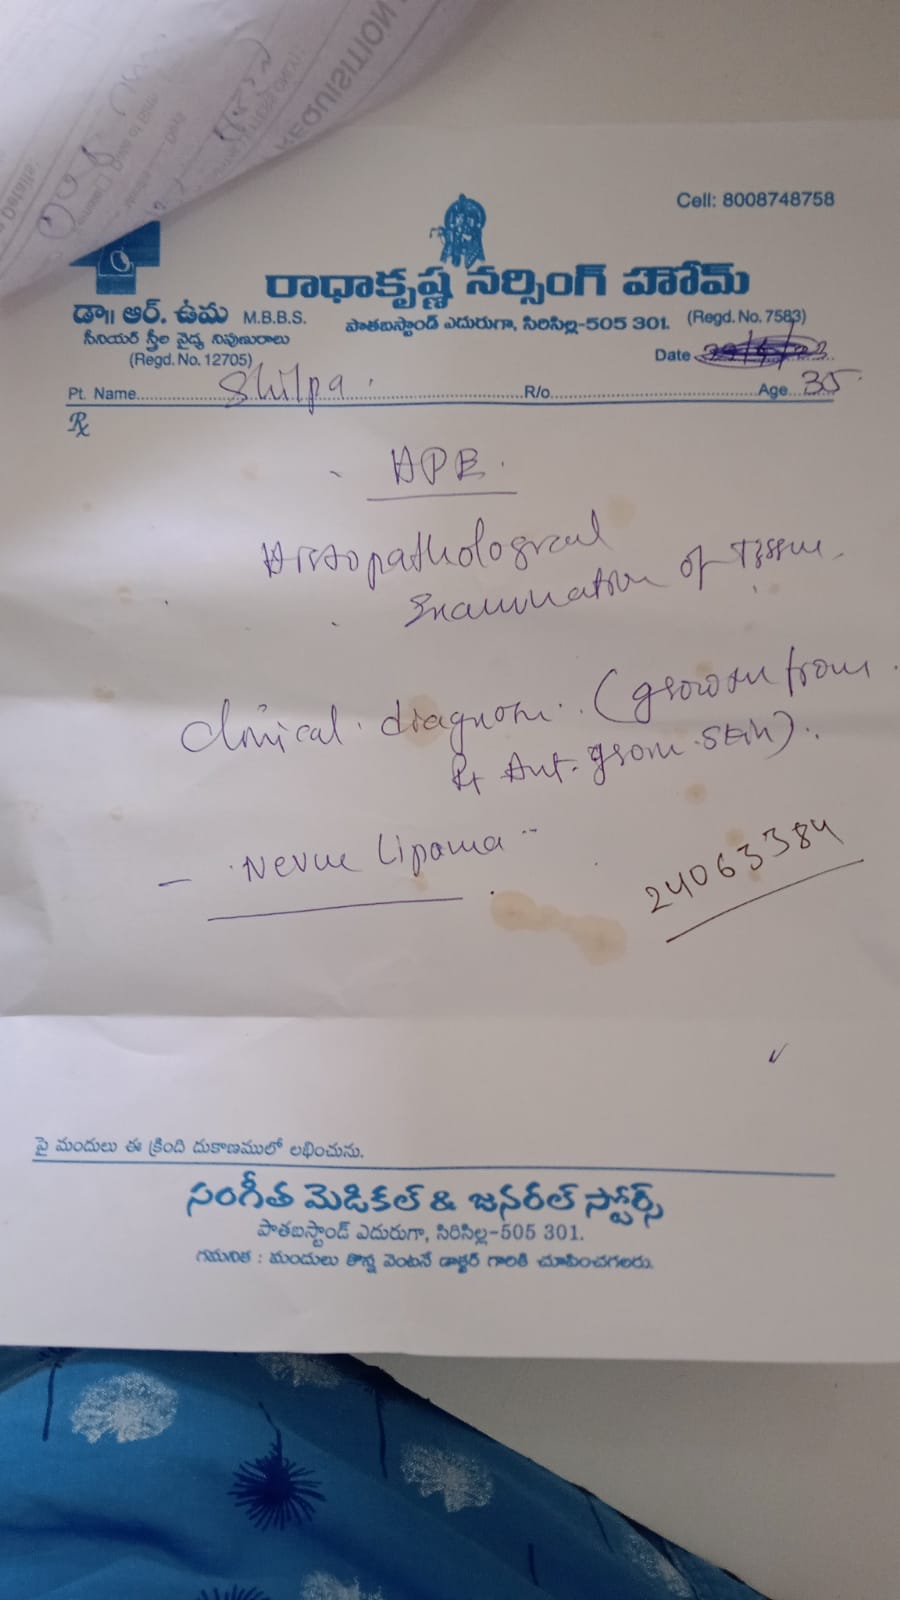 REQUISITION
Cell: 8008748758
రాధాకృష్ణ నర్సింగ్ హోమ్
డా॥ ఆర్. ఉమ M.B.B.S.
పాతబస్టాండ్ ఎదురుగా, సిరిసిల్ల-505 301. (Regd. No. 7583)
సీనియర్ స్త్రీల వైద్య నిపుణురాలు
(Regd. No. 12705)
Date
Pt. Name Shilpa R/o Age 35
Rx
HPE
Histopathological
Examination of Tissue
Clinical diagnosis. (growth from
Rt Ant. groin skin).
- "Nevue Lipoma"
24063384
పై మందులు ఈ క్రింది దుకాణములో లభించును.
సంగీత మెడికల్ & జనరల్ స్టోర్స్
పాతబస్టాండ్ ఎదురుగా, సిరిసిల్ల-505 301.
గమనిక : మందులు కొన్న వెంటనే డాక్టర్ గారికి చూపించగలరు.